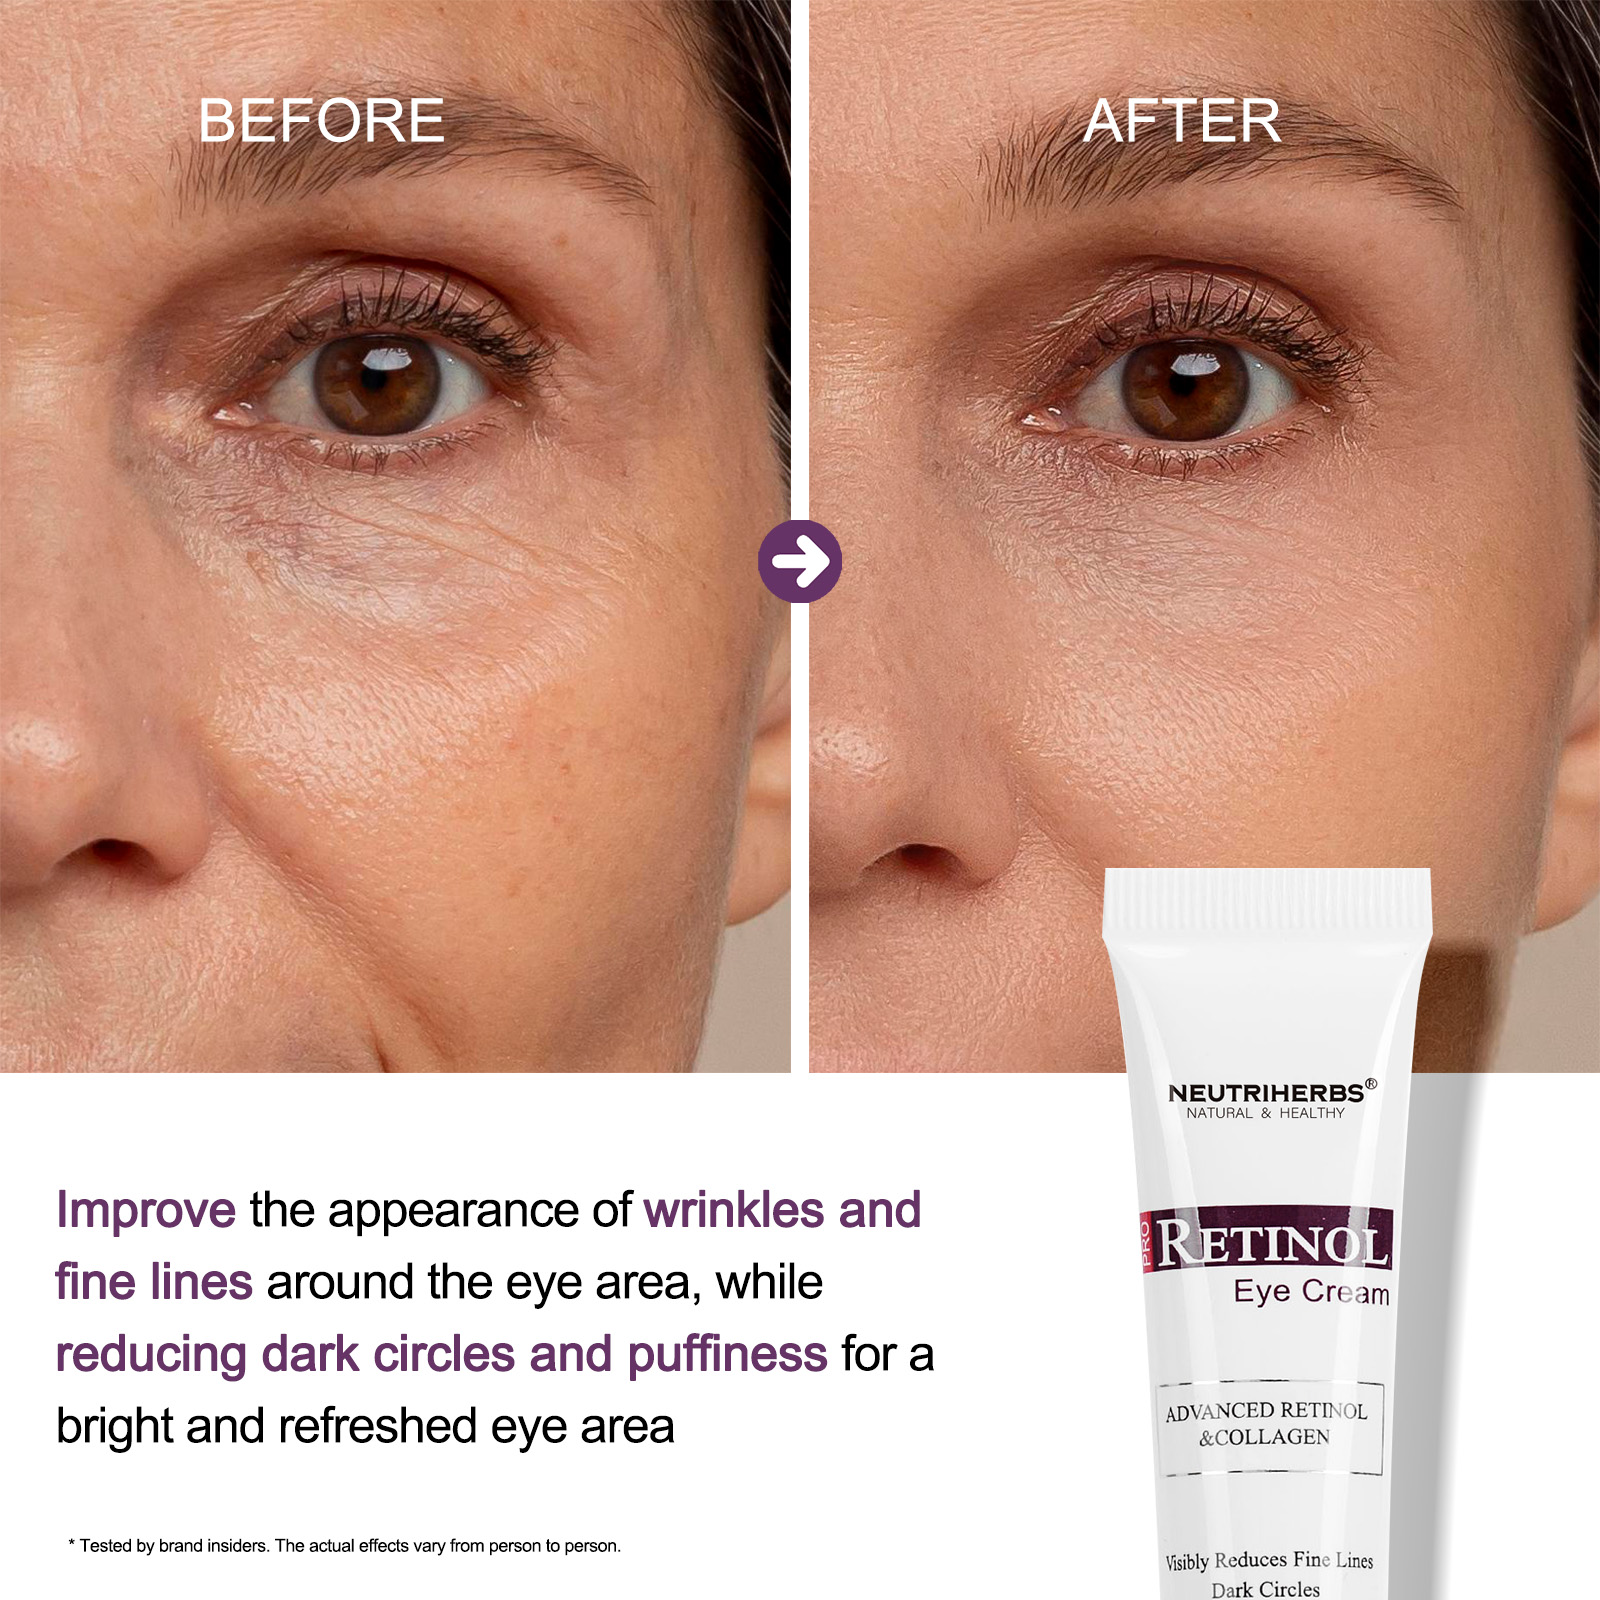 BEFORE
AFTER
NEUTRIHERBS®
NATURAL & HEALTHY
PRO
RETINOL
Eye Cream
ADVANCED RETINOL
&COLLAGEN
Visibly Reduces Fine Lines
Dark Circles
Improve the appearance of wrinkles and
fine lines around the eye area, while
reducing dark circles and puffiness for a
bright and refreshed eye area
* Tested by brand insiders. The actual effects vary from person to person.